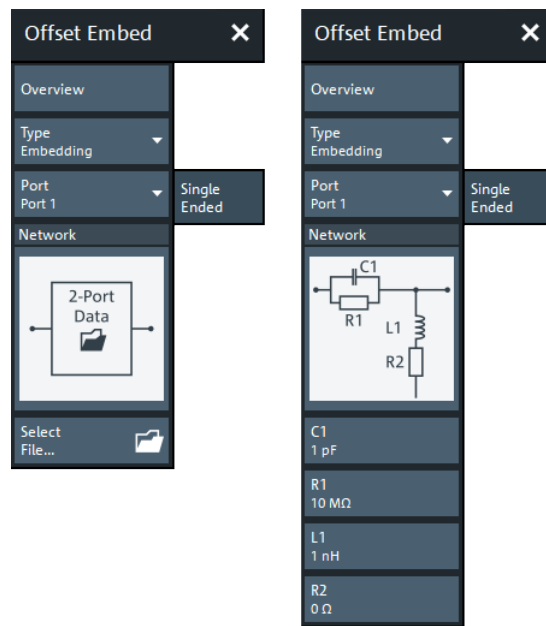 Offset Embed
Overview
Type
Embedding
Port
Port 1
Single
Ended
Network
2-Port
Data
Select
File...
Offset Embed
Overview
Type
Embedding
Port
Port 1
Single
Ended
Network
C1
R1
L1
R2
C1
1 pF
R1
10 MΩ
L1
1 nH
R2
0 Ω